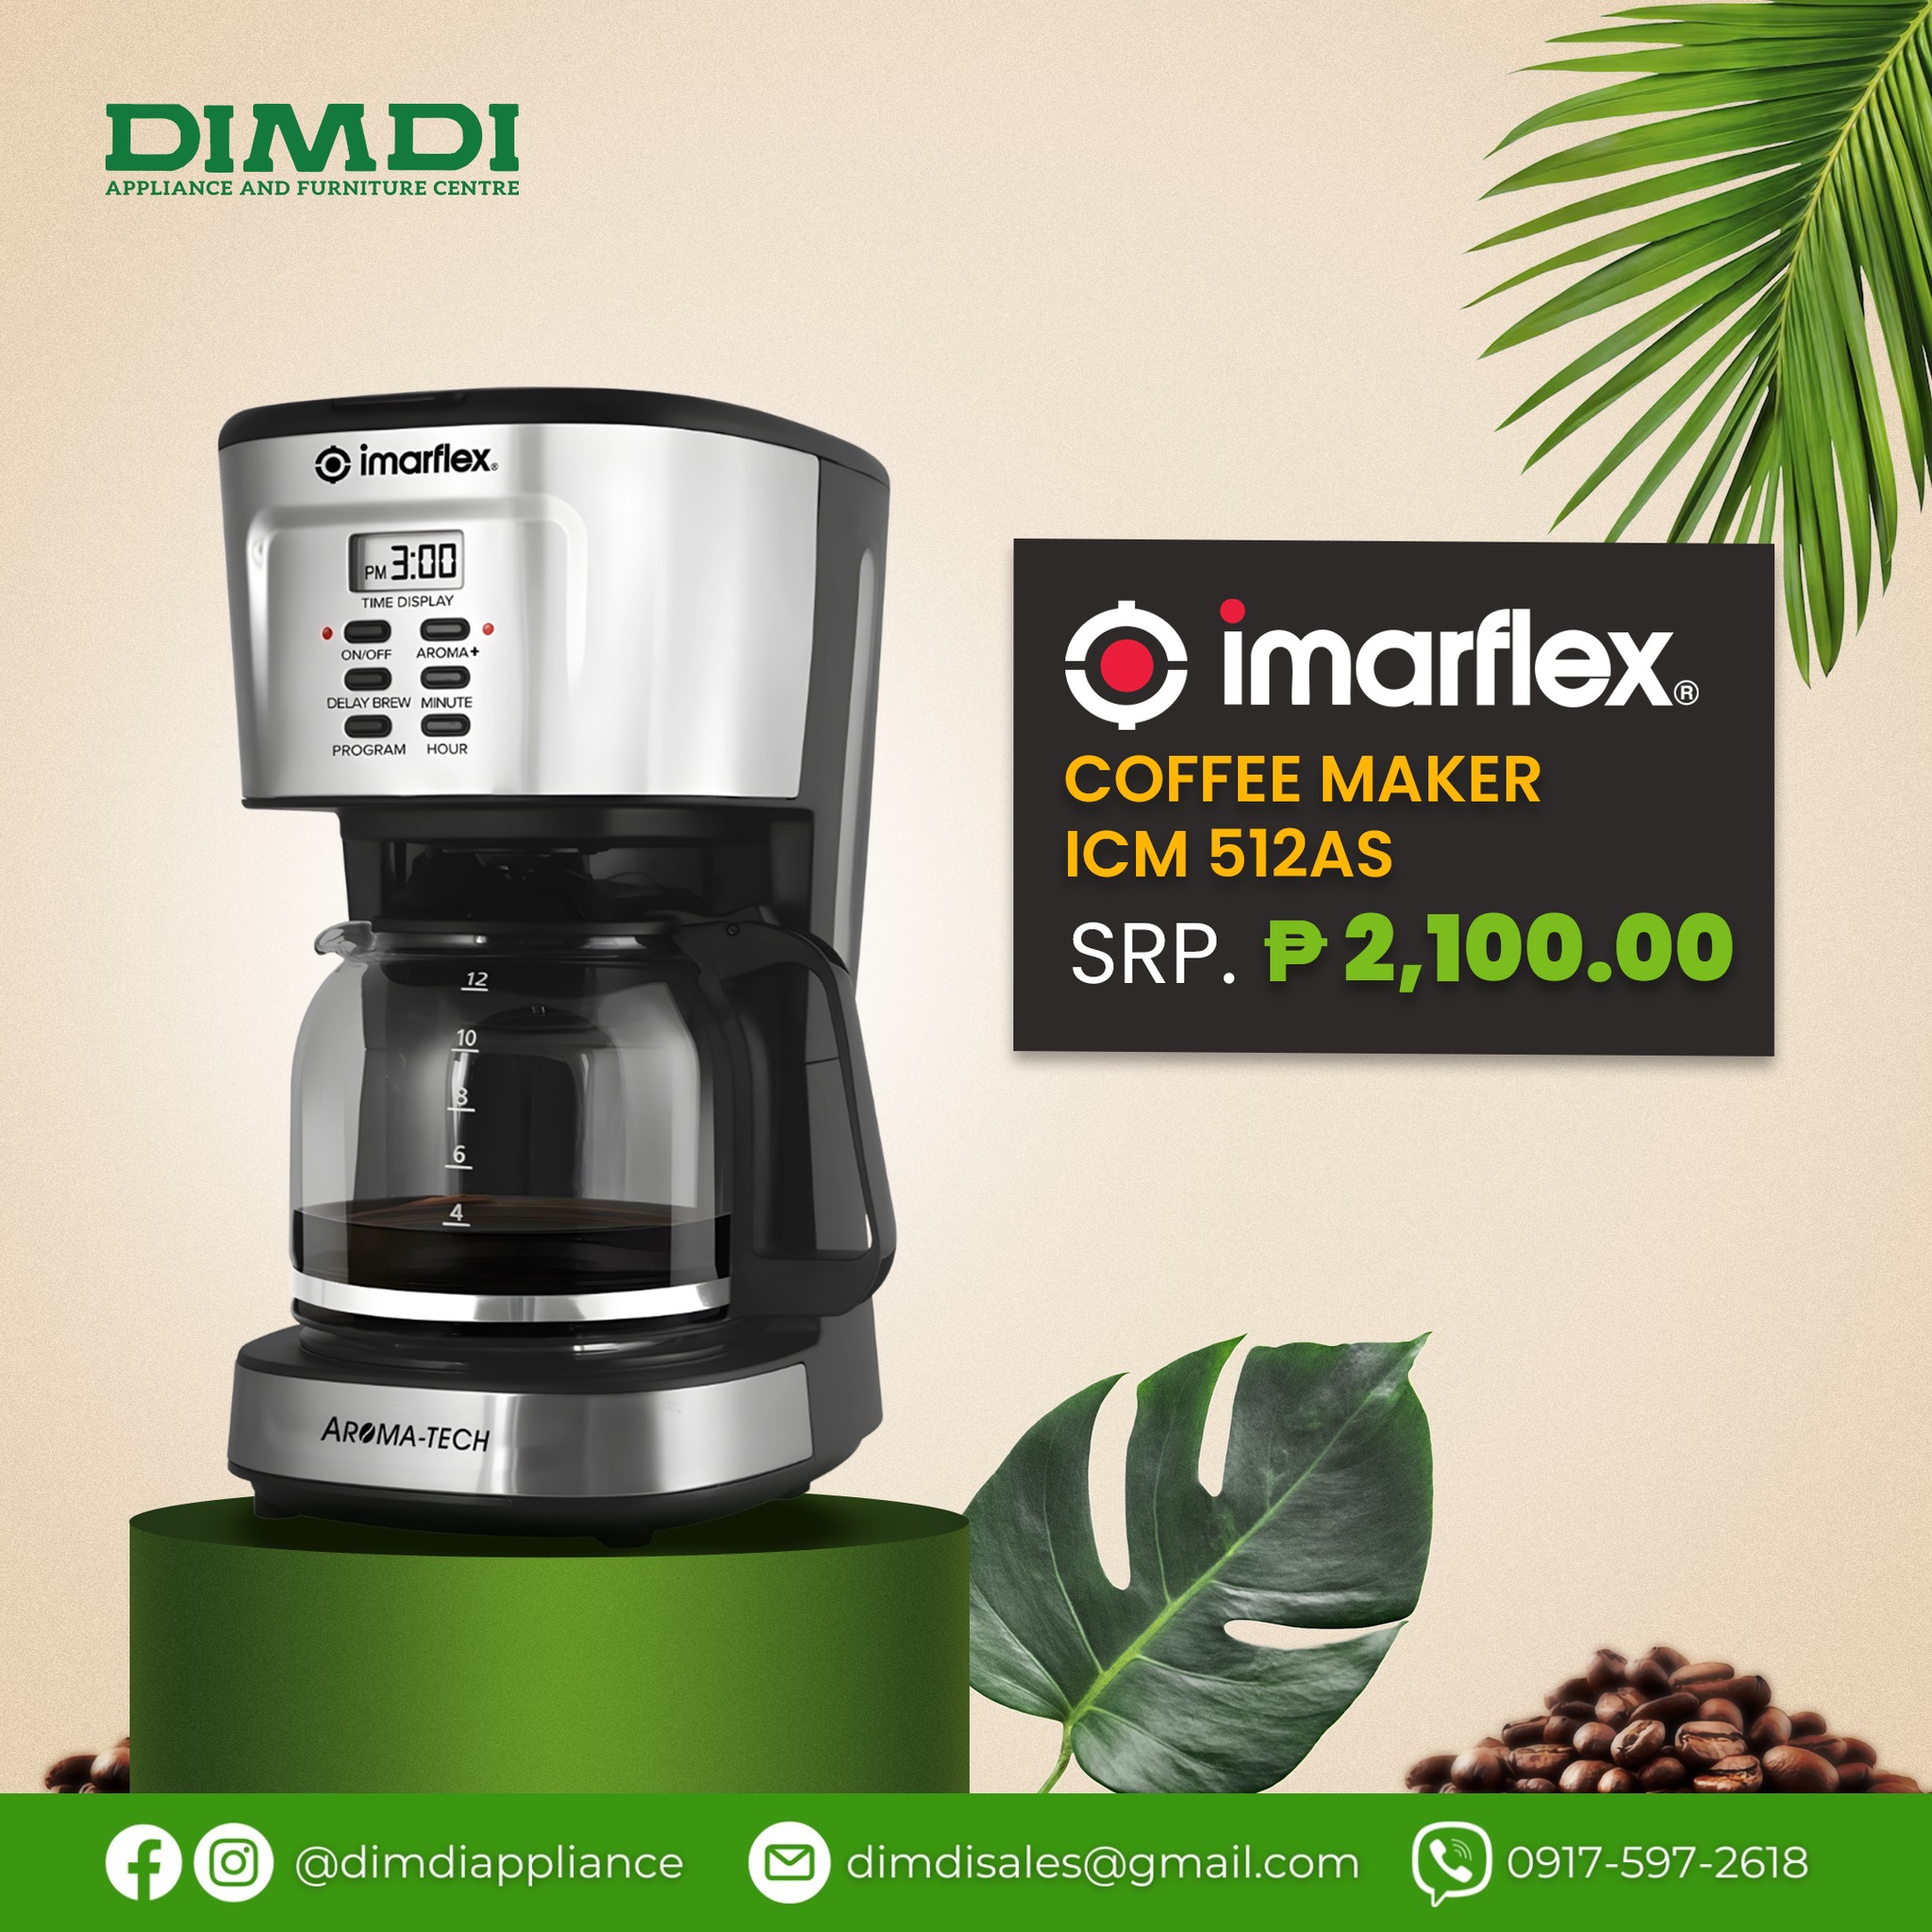 DIMDI
APPLIANCE AND FURNITURE CENTRE
imarflex®
PM 3:00
TIME DISPLAY
ON/OFF AROMA+
DELAY BREW MINUTE
PROGRAM HOUR
12
10
8
6
4
AROMA-TECH
imarflex®
COFFEE MAKER
ICM 512AS
SRP. ₱ 2,100.00
@dimdiappliance dimdisales@gmail.com 0917-597-2618